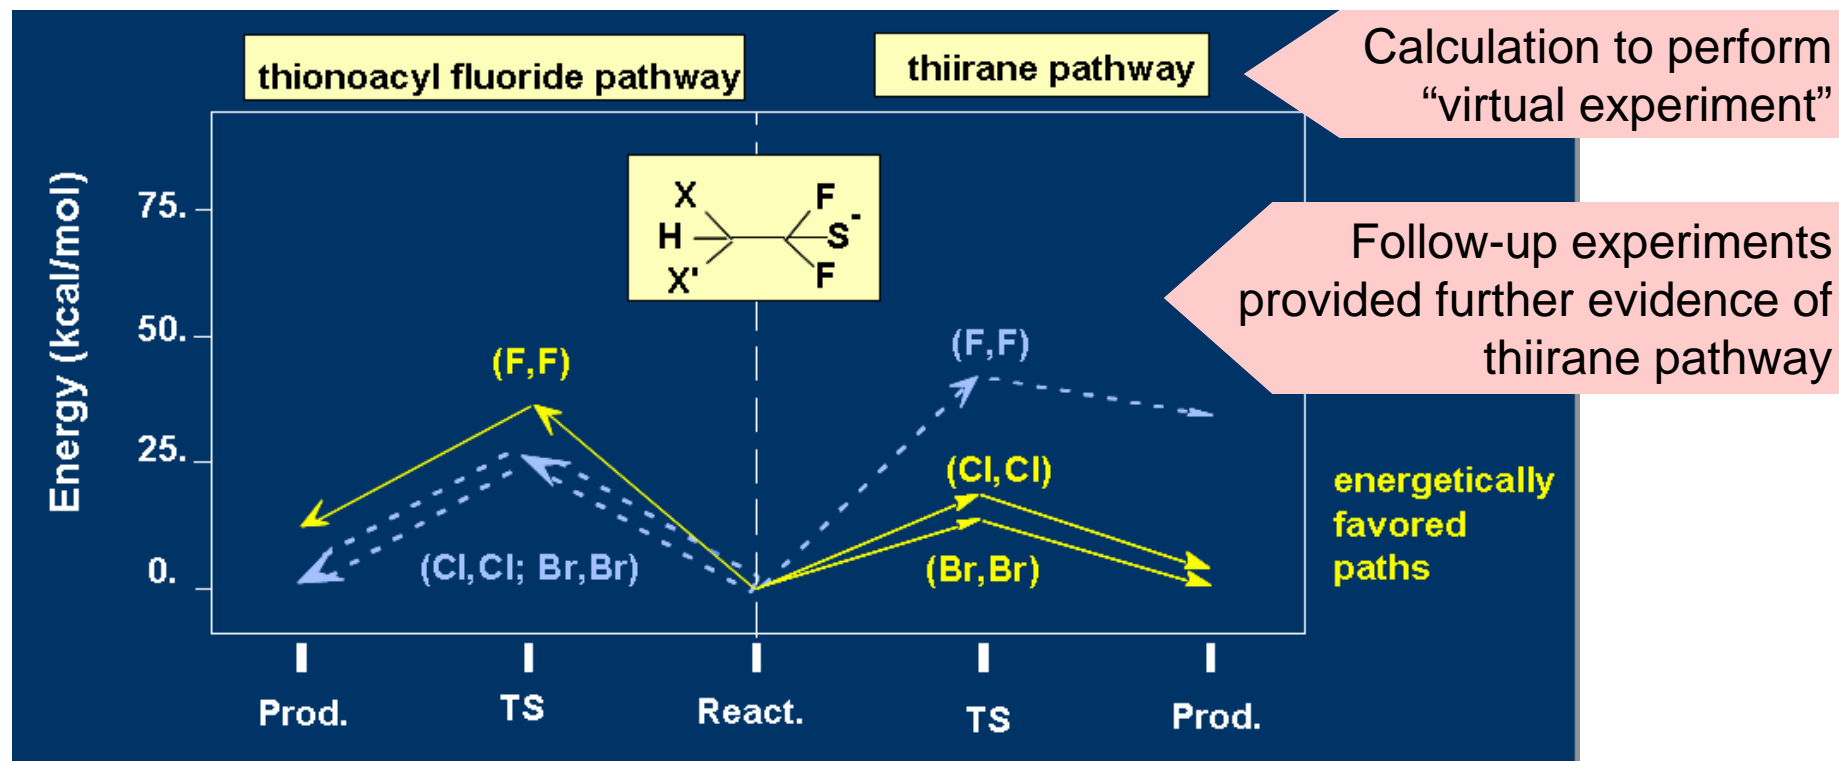 thionoacyl fluoride pathway
thiirane pathway
Calculation to perform
“virtual experiment”
Follow-up experiments
provided further evidence of
thiirane pathway
Energy (kcal/mol)
75.
50.
25.
0.
X
F
H
S-
X'
F
(F,F)
(Cl,Cl; Br,Br)
(F,F)
(Cl,Cl)
(Br,Br)
energetically
favored
paths
Prod.
TS
React.
TS
Prod.